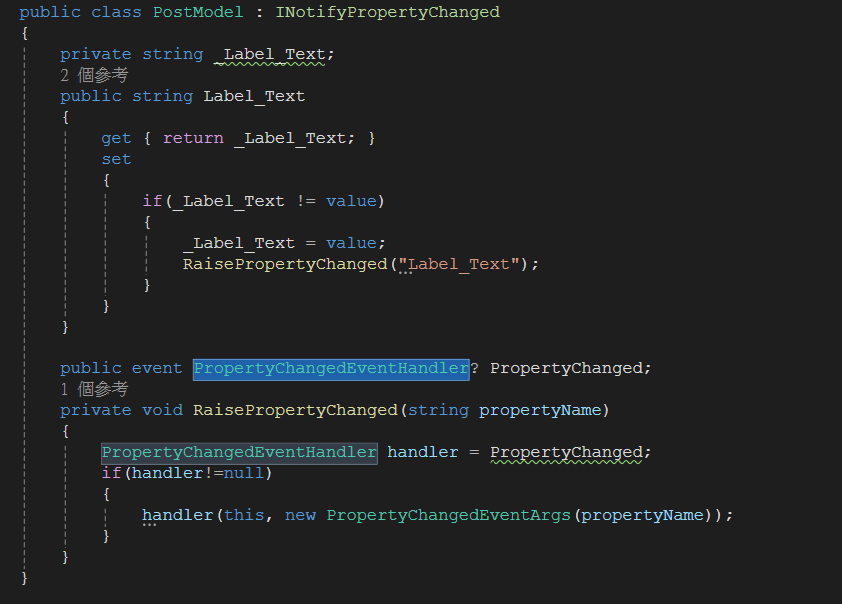 public class PostModel : INotifyPropertyChanged
{
private string _Label_Text;
2 個參考
public string Label_Text
{
get { return _Label_Text; }
set
{
if(_Label_Text != value)
{
_Label_Text = value;
RaisePropertyChanged("Label_Text");
}
}
}
public event PropertyChangedEventHandler? PropertyChanged;
1 個參考
private void RaisePropertyChanged(string propertyName)
{
PropertyChangedEventHandler handler = PropertyChanged;
if(handler!=null)
{
handler(this, new PropertyChangedEventArgs(propertyName));
}
}
}